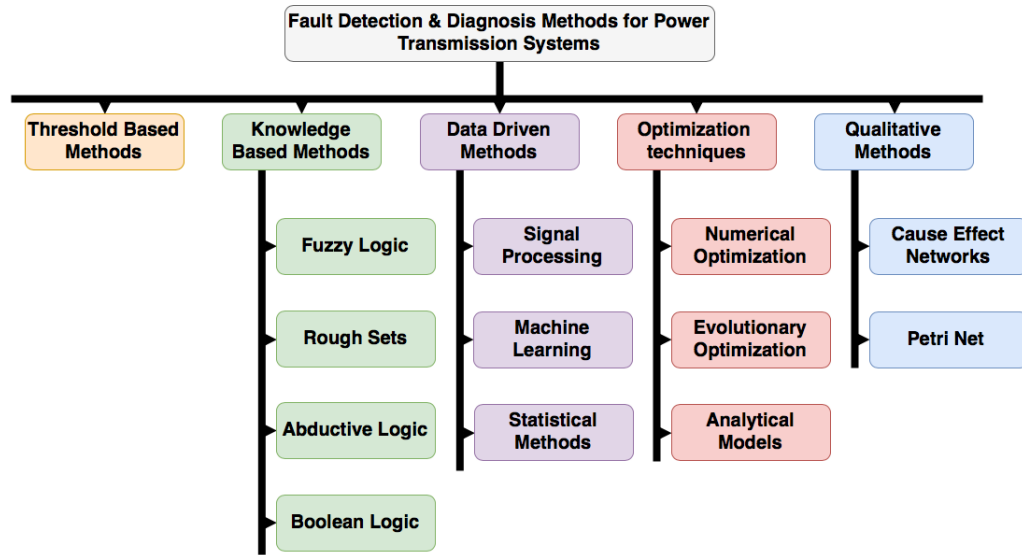 Fault Detection & Diagnosis Methods for Power
Transmission Systems
Threshold Based
Methods
Knowledge
Based Methods
Data Driven
Methods
Optimization
techniques
Qualitative
Methods
Fuzzy Logic
Rough Sets
Abductive Logic
Boolean Logic
Signal
Processing
Machine
Learning
Statistical
Methods
Numerical
Optimization
Evolutionary
Optimization
Analytical
Models
Cause Effect
Networks
Petri Net